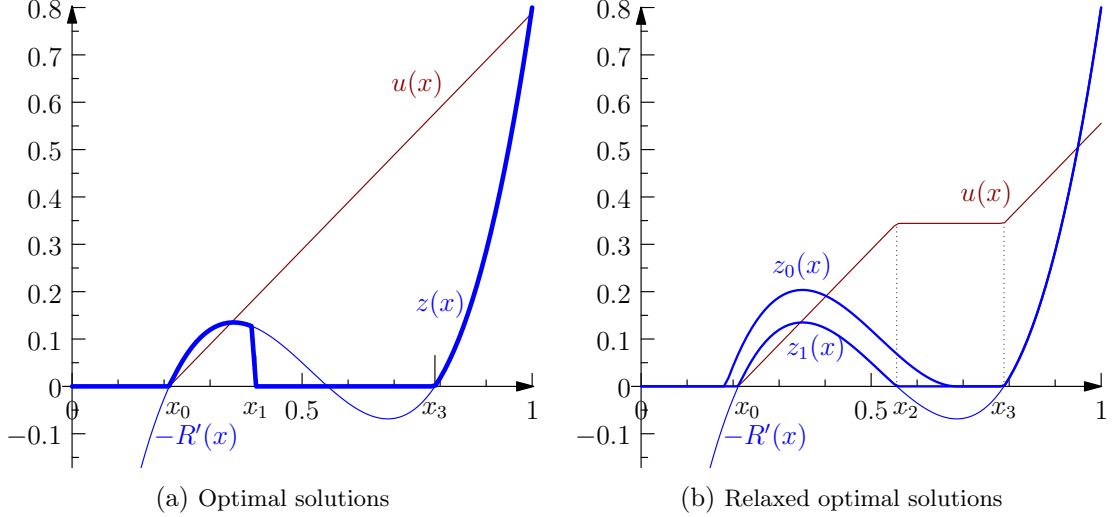 0.8
0.7
0.6
0.5
0.4
0.3
0.2
0.1
0
−0.1
u(x)
z(x)
−R′(x)
0
x₀
x₁
0.5
x₃
1
(a) Optimal solutions
0.8
0.7
0.6
0.5
0.4
0.3
0.2
0.1
0
−0.1
u(x)
z₀(x)
z₁(x)
−R′(x)
0
x₀
0.5
x₂
x₃
1
(b) Relaxed optimal solutions